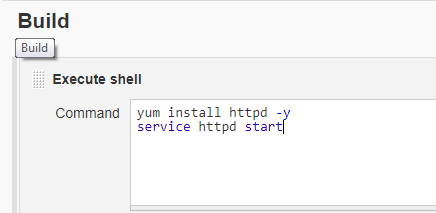 Build
Build
Execute shell
Command
yum install httpd -y
service httpd start